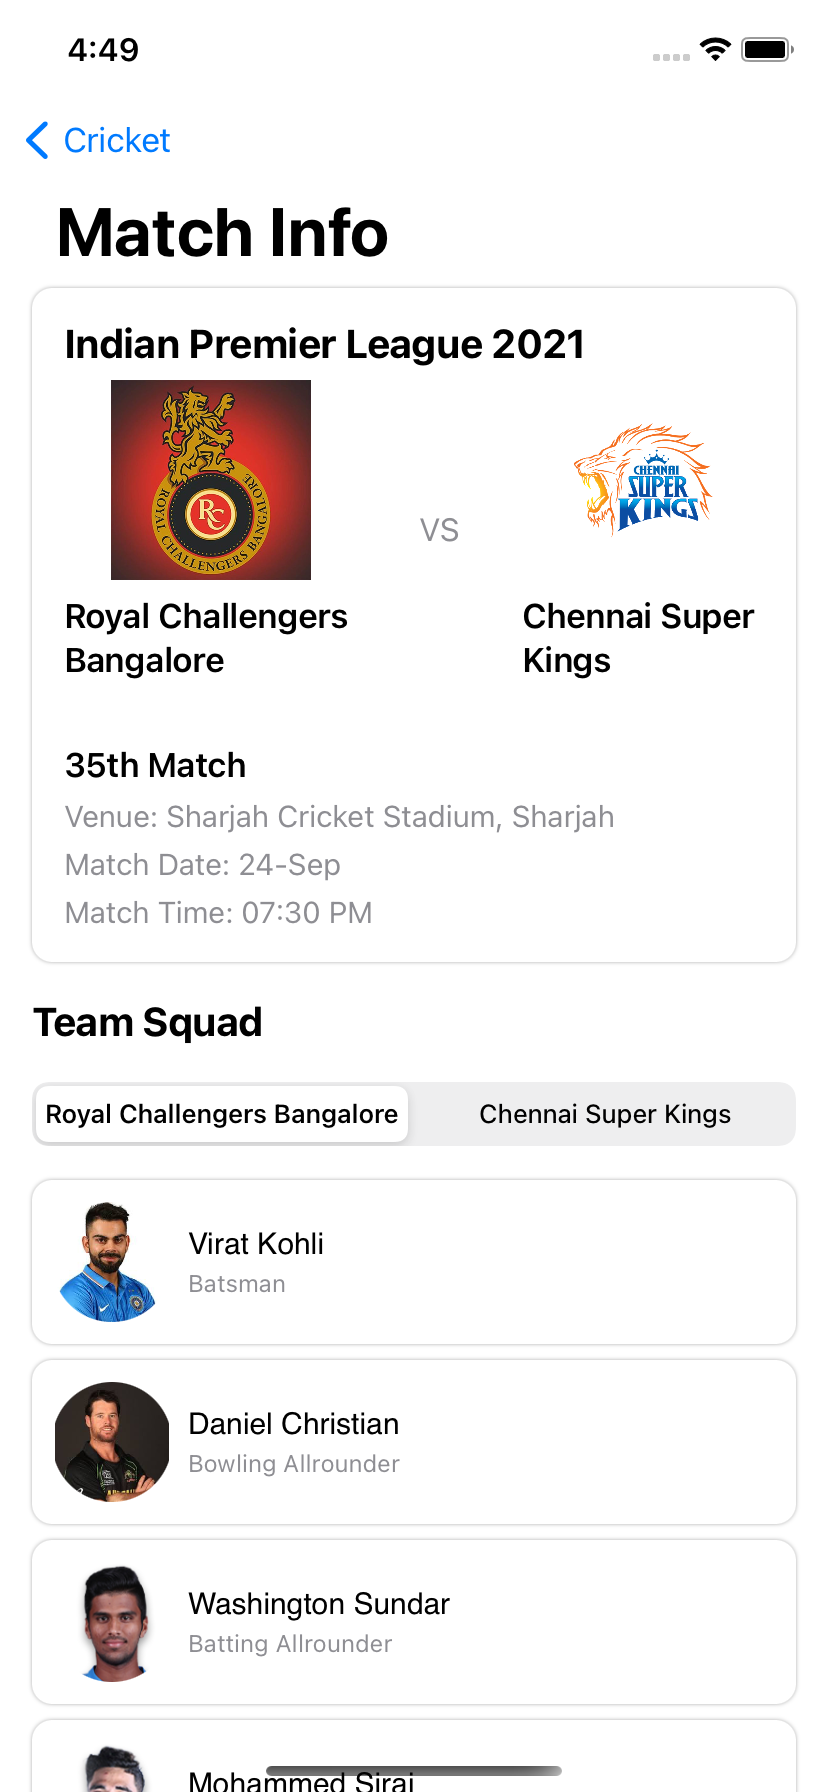 4:49
Cricket
Match Info
Indian Premier League 2021
RC
ROYAL CHALLENGERS BANGALORE
CHENNAI
SUPER
KINGS
VS
Royal Challengers
Bangalore
Chennai Super
Kings
35th Match
Venue: Sharjah Cricket Stadium, Sharjah
Match Date: 24-Sep
Match Time: 07:30 PM
Team Squad
Royal Challengers Bangalore
Chennai Super Kings
Virat Kohli
Batsman
Daniel Christian
Bowling Allrounder
Washington Sundar
Batting Allrounder
Mohammed Siraj